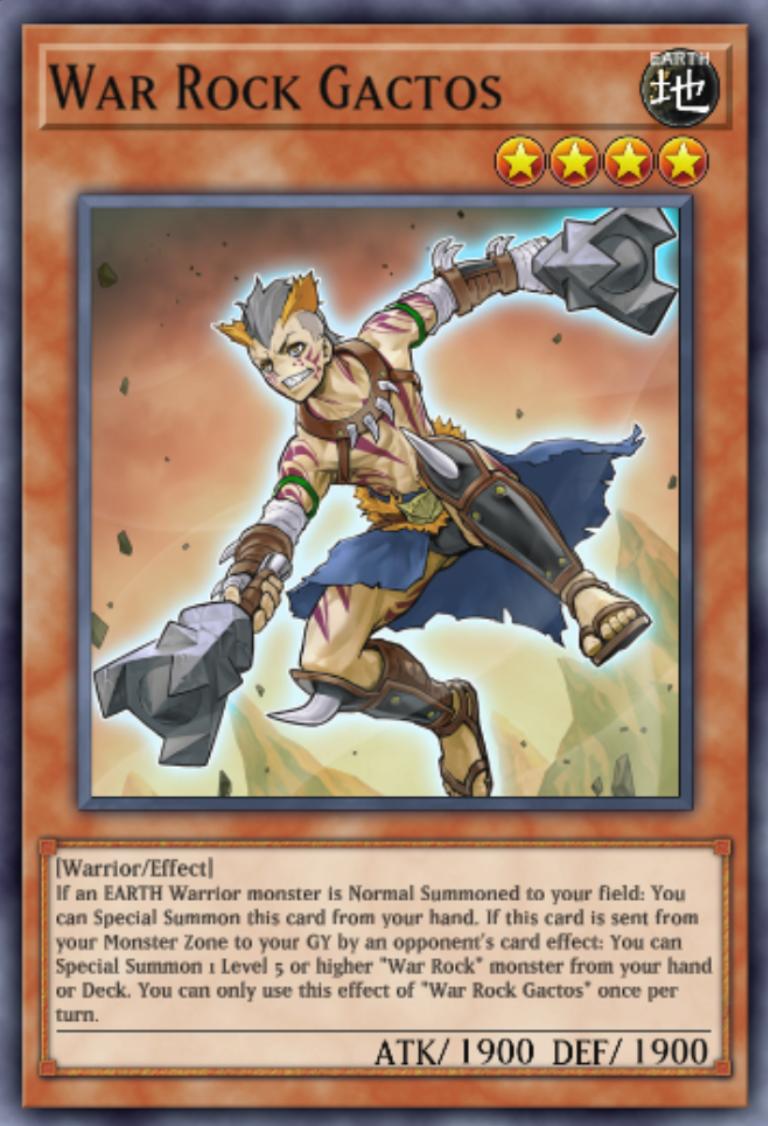 War Rock Gactos
EARTH
地
[Warrior/Effect]
If an EARTH Warrior monster is Normal Summoned to your field: You
can Special Summon this card from your hand. If this card is sent from
your Monster Zone to your GY by an opponent's card effect: You can
Special Summon 1 Level 5 or higher "War Rock" monster from your hand
or Deck. You can only use this effect of "War Rock Gactos" once per
turn.
ATK/ 1900 DEF/ 1900